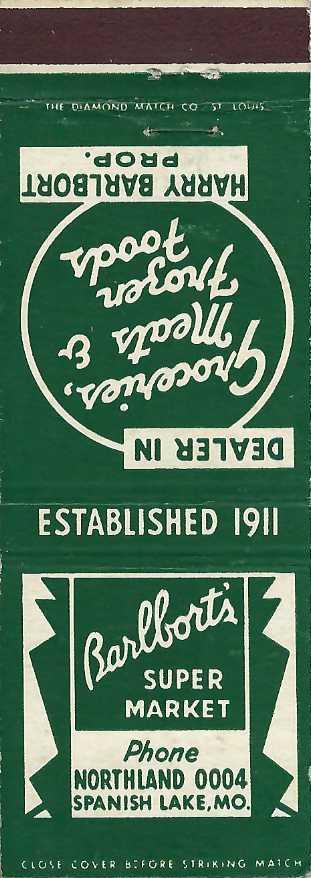 THE DIAMOND MATCH CO. ST. LOUIS
DEALER IN
Groceries,
Meats &
Frozen
Foods
HARRY BARLBORT
PROP.
ESTABLISHED 1911
Barlbort's
SUPER
MARKET
Phone
NORTHLAND 0004
SPANISH LAKE, MO.
CLOSE COVER BEFORE STRIKING MATCH